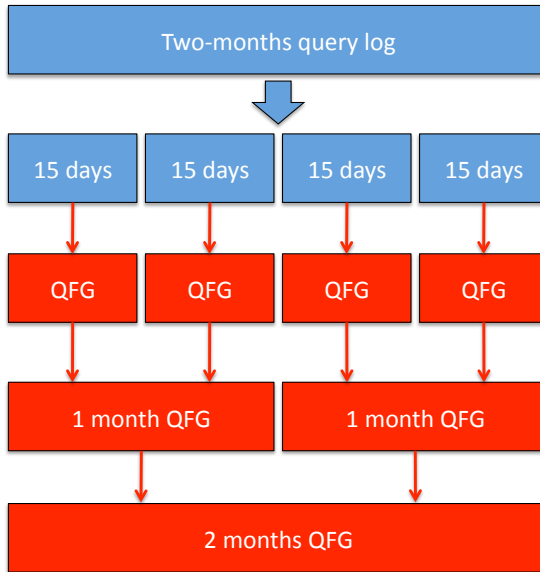 Two-months query log
15 days
15 days
15 days
15 days
QFG
QFG
QFG
QFG
1 month QFG
1 month QFG
2 months QFG